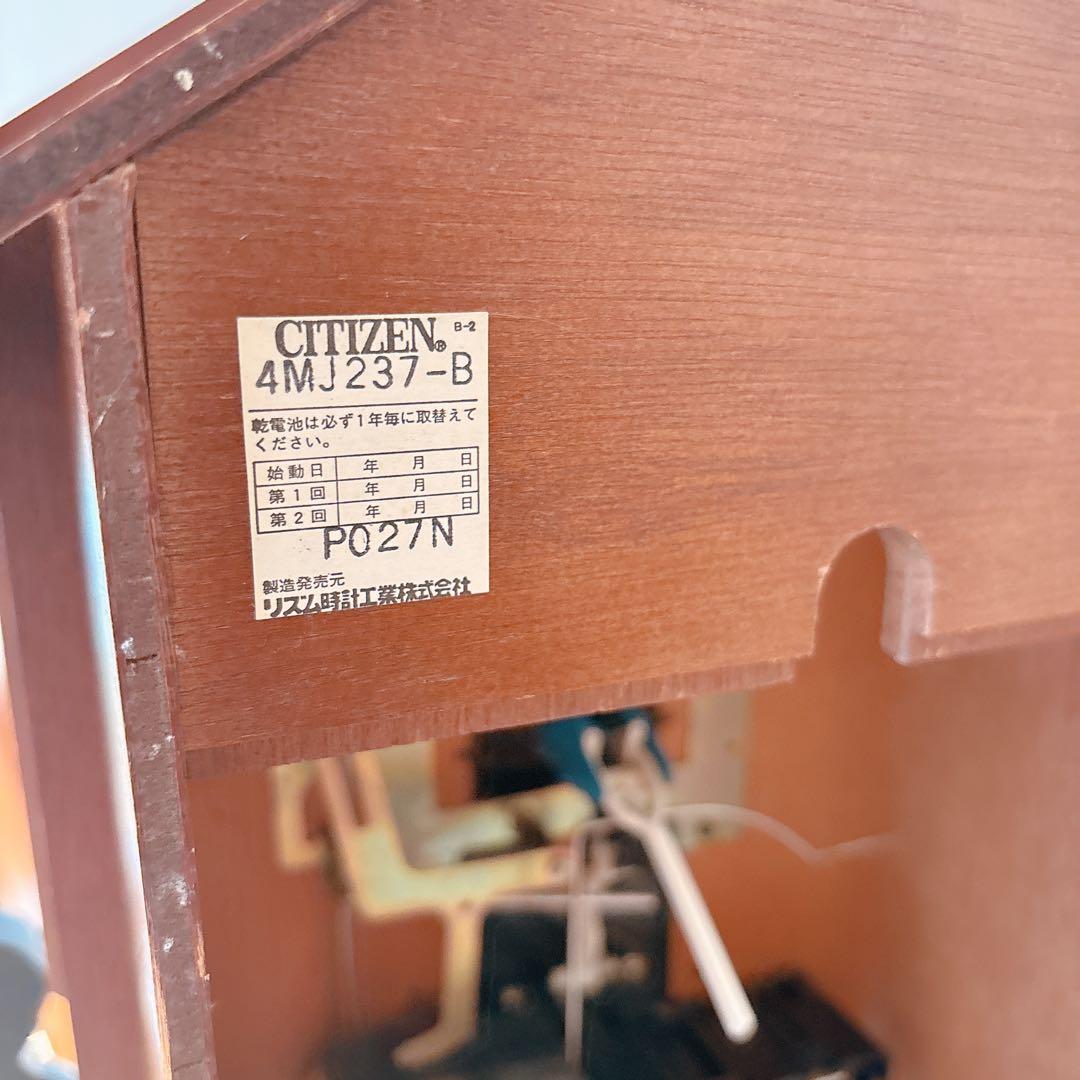 CITIZEN® B-2
4MJ237-B
乾電池は必ず1年毎に取替えて
ください。
始動日 年 月 日
第1回 年 月 日
第2回 年 月 日
P027N
製造発売元
リズム時計工業株式会社